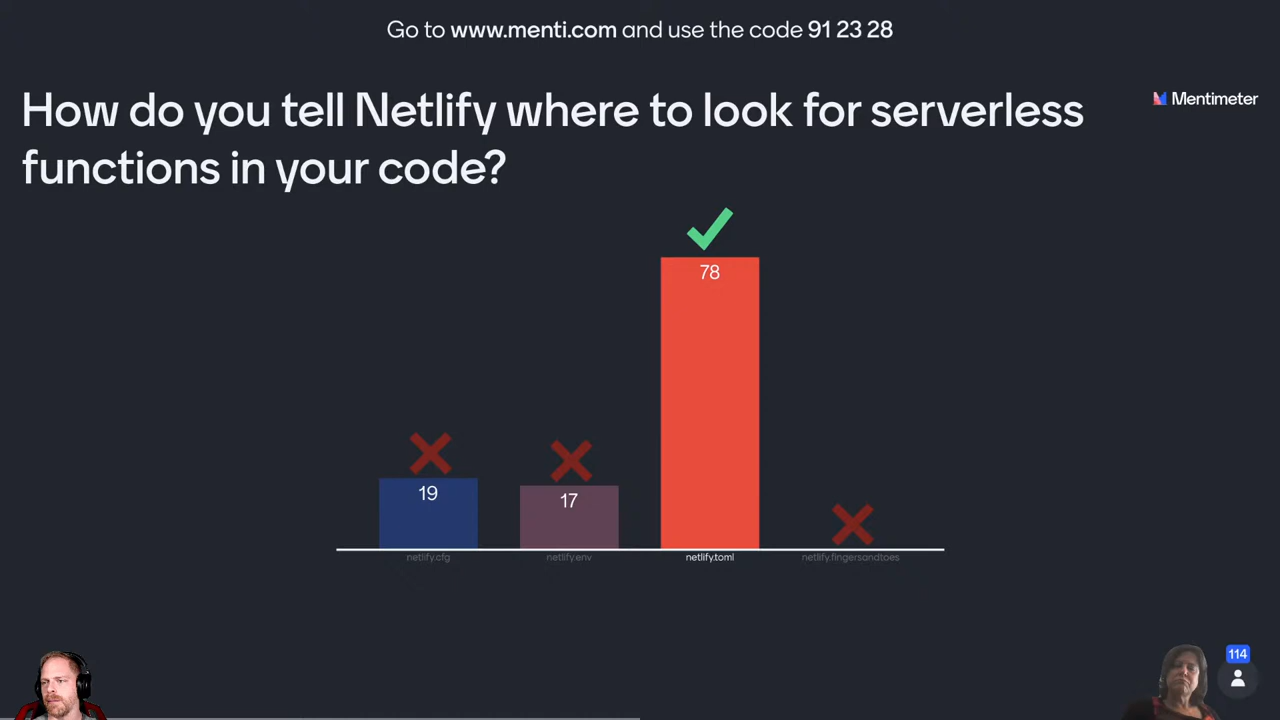 Go to www.menti.com and use the code 91 23 28
How do you tell Netlify where to look for serverless
functions in your code?
Mentimeter
78
19
17
netlify.cfg
netlify.env
netlify.toml
netlify.fingersandtoes
114